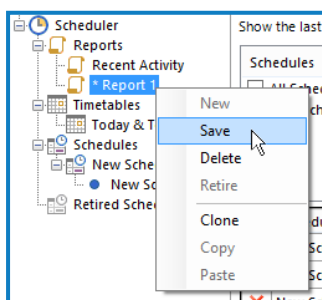 Scheduler
Reports
Recent Activity
* Report 1
Timetables
Today & T
Schedules
New Sche
New Sc
Retired Sche
Show the last
Schedules
All Sche
New
Save
Delete
Retire
Clone
Copy
Paste